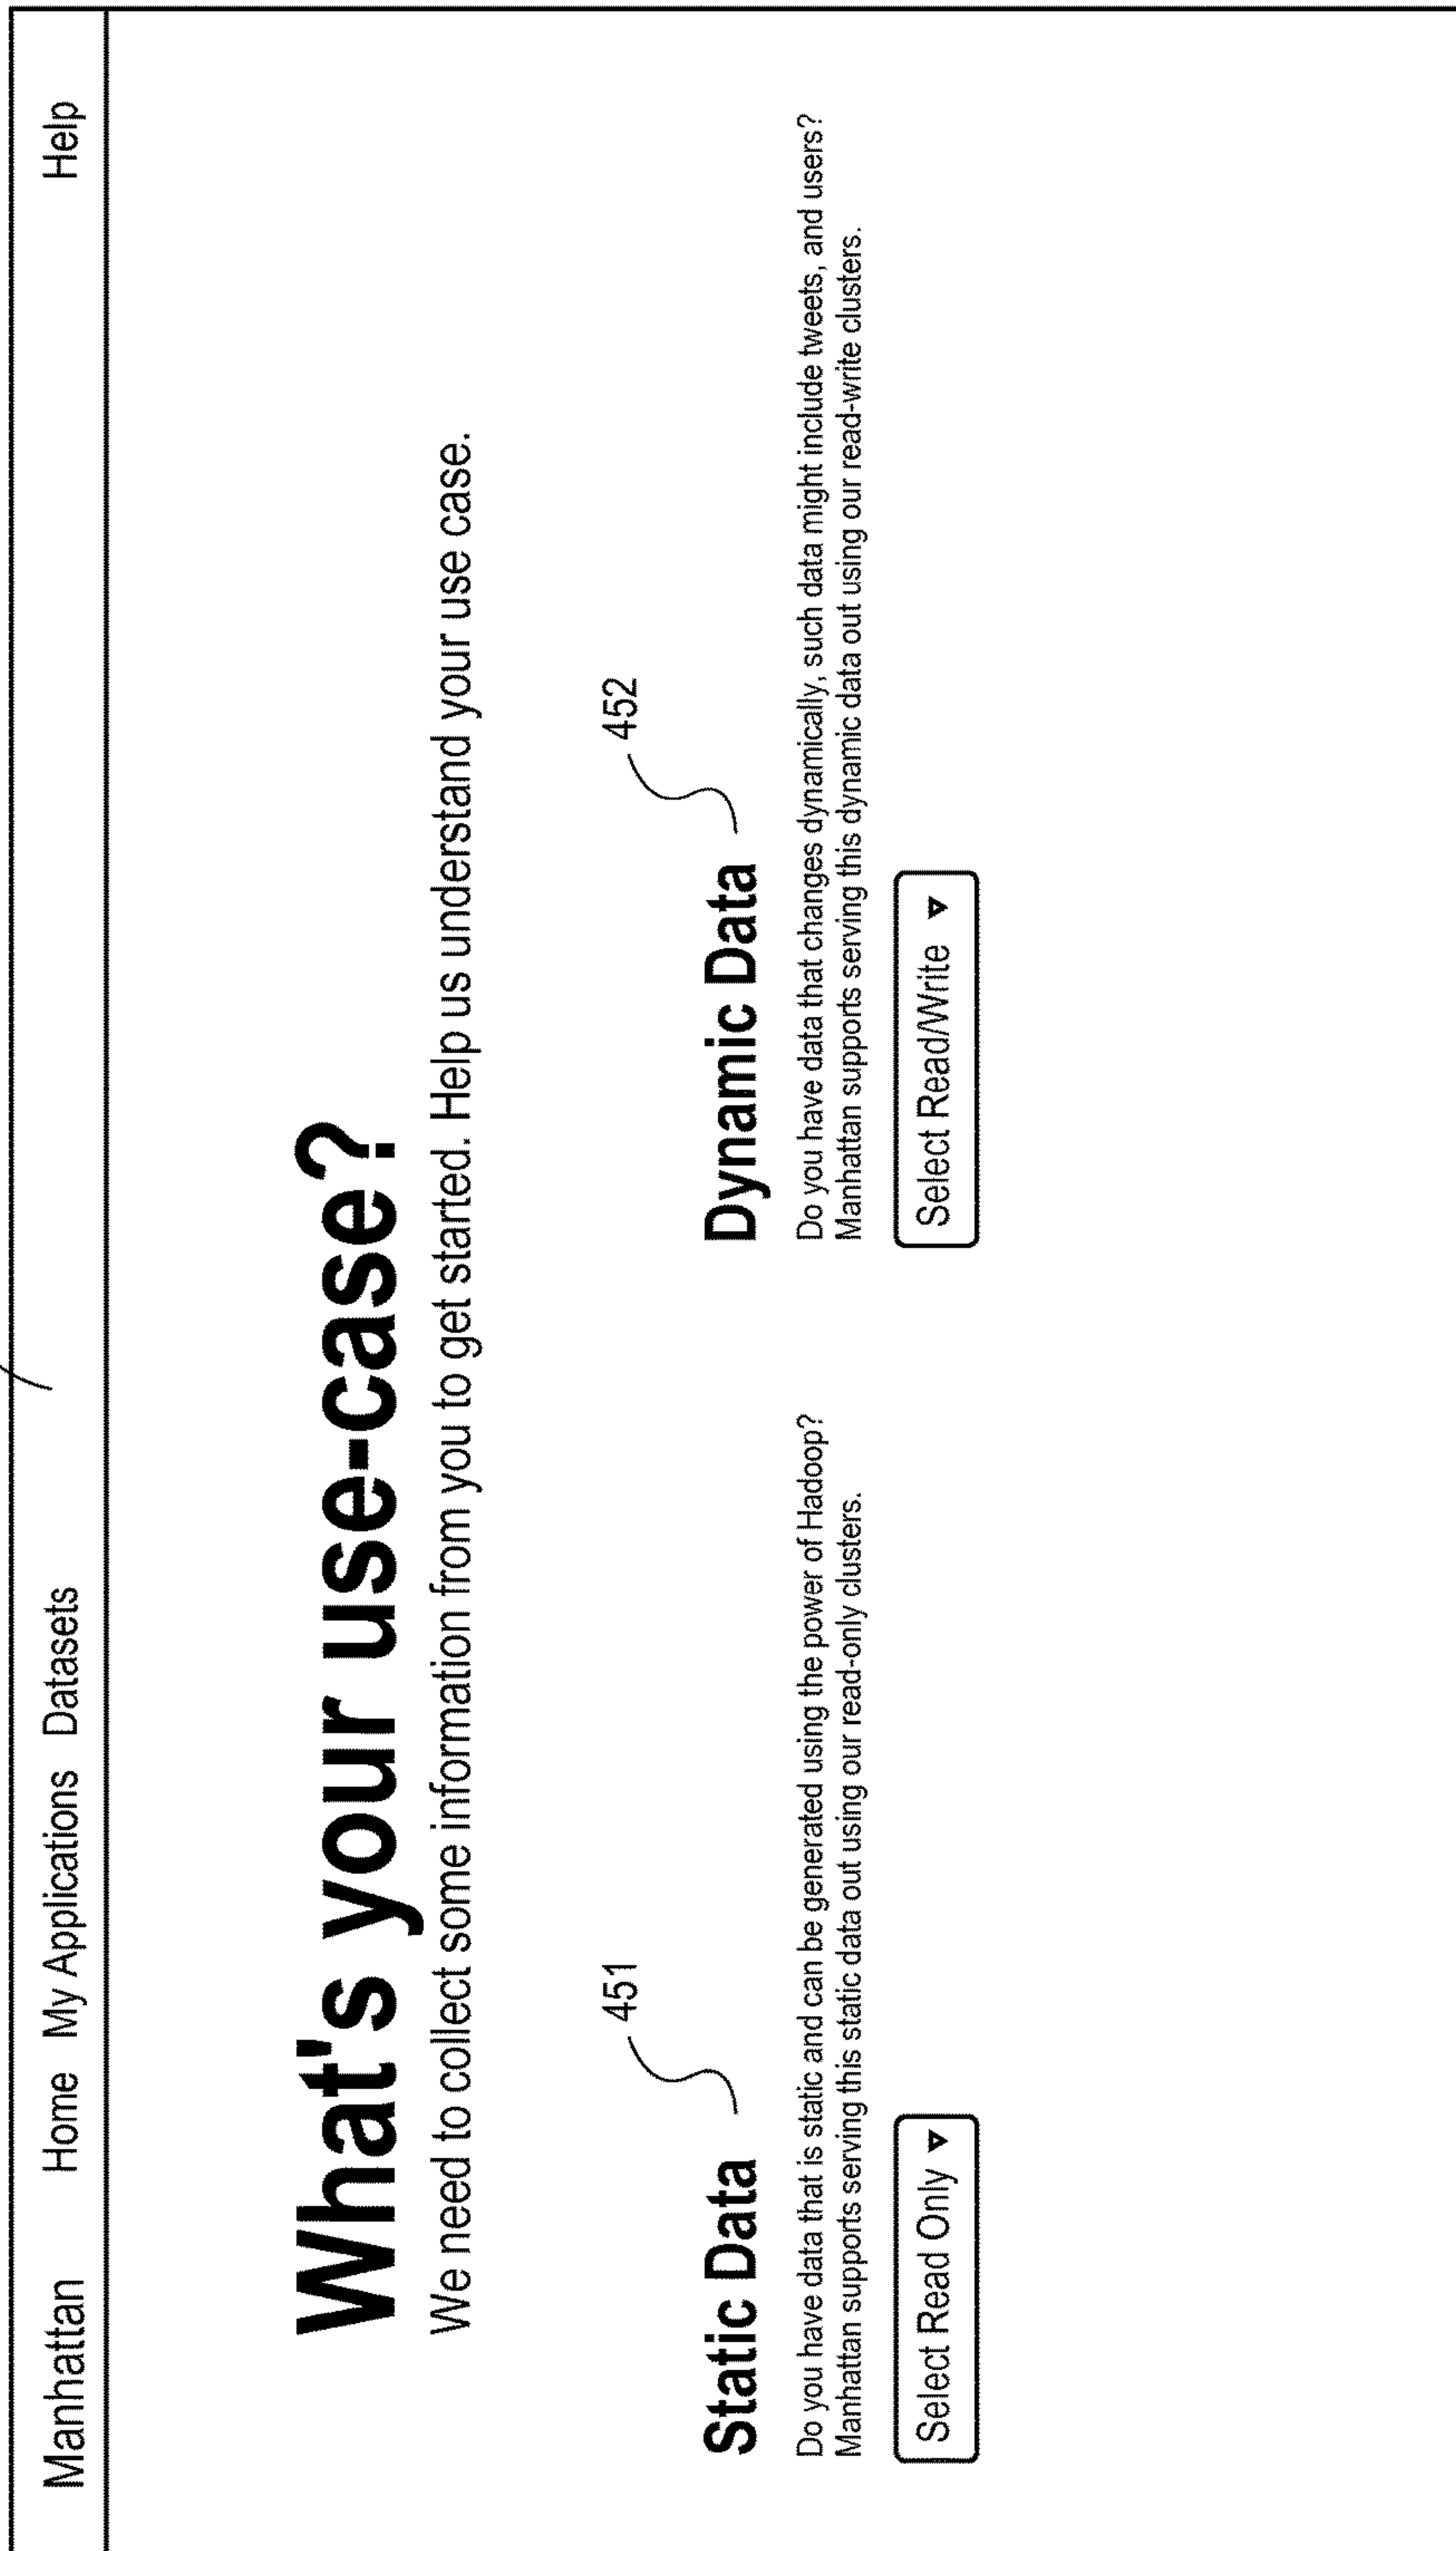 Manhattan Home My Applications Datasets Help
What's your use-case?
We need to collect some information from you to get started. Help us understand your use case.
451
Static Data
Do you have data that is static and can be generated using the power of Hadoop?
Manhattan supports serving this static data out using our read-only clusters.
Select Read Only
452
Dynamic Data
Do you have data that changes dynamically, such data might include tweets, and users?
Manhattan supports serving this dynamic data out using our read-write clusters.
Select Read/Write